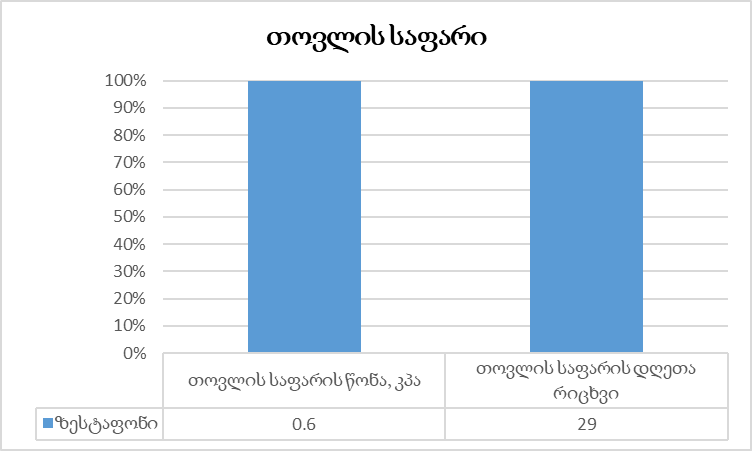 თოვლის საფარი
100%
90%
80%
70%
60%
50%
40%
30%
20%
10%
0%
თოვლის საფარის წონა, კპა
თოვლის საფარის დღეთა
რიცხვი
ზესტაფონი 0.6 29